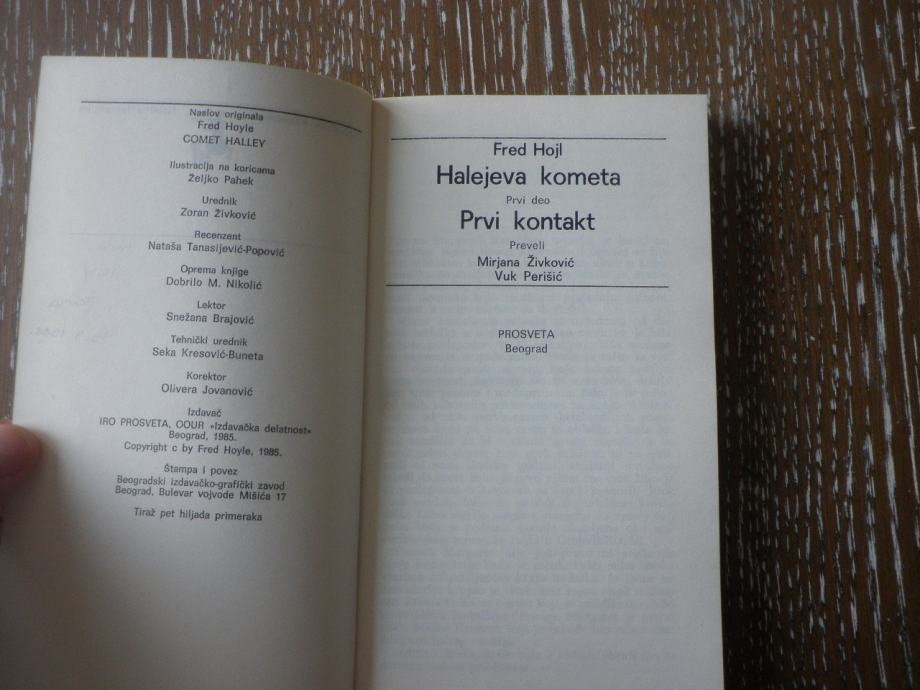 Naslov originala
Fred Hoyle
COMET HALLEY
Ilustracija na koricama
Željko Pahek
Urednik
Zoran Živković
Recenzent
Nataša Tanasijević-Popović
Oprema knjige
Dobrilo M. Nikolić
Lektor
Snežana Brajović
Tehnički urednik
Seka Kresović-Buneta
Korektor
Olivera Jovanović
Izdavač
IRO PROSVETA, OOUR »Izdavačka delatnost«
Beograd, 1985.
Copyright c by Fred Hoyle, 1985.
Štampa i povez
Beogradski izdavačko-grafički zavod
Beograd, Bulevar vojvode Mišića 17
Tiraž pet hiljada primeraka
Fred Hojl
Halejeva kometa
Prvi deo
Prvi kontakt
Preveli
Mirjana Živković
Vuk Perišić
PROSVETA
Beograd